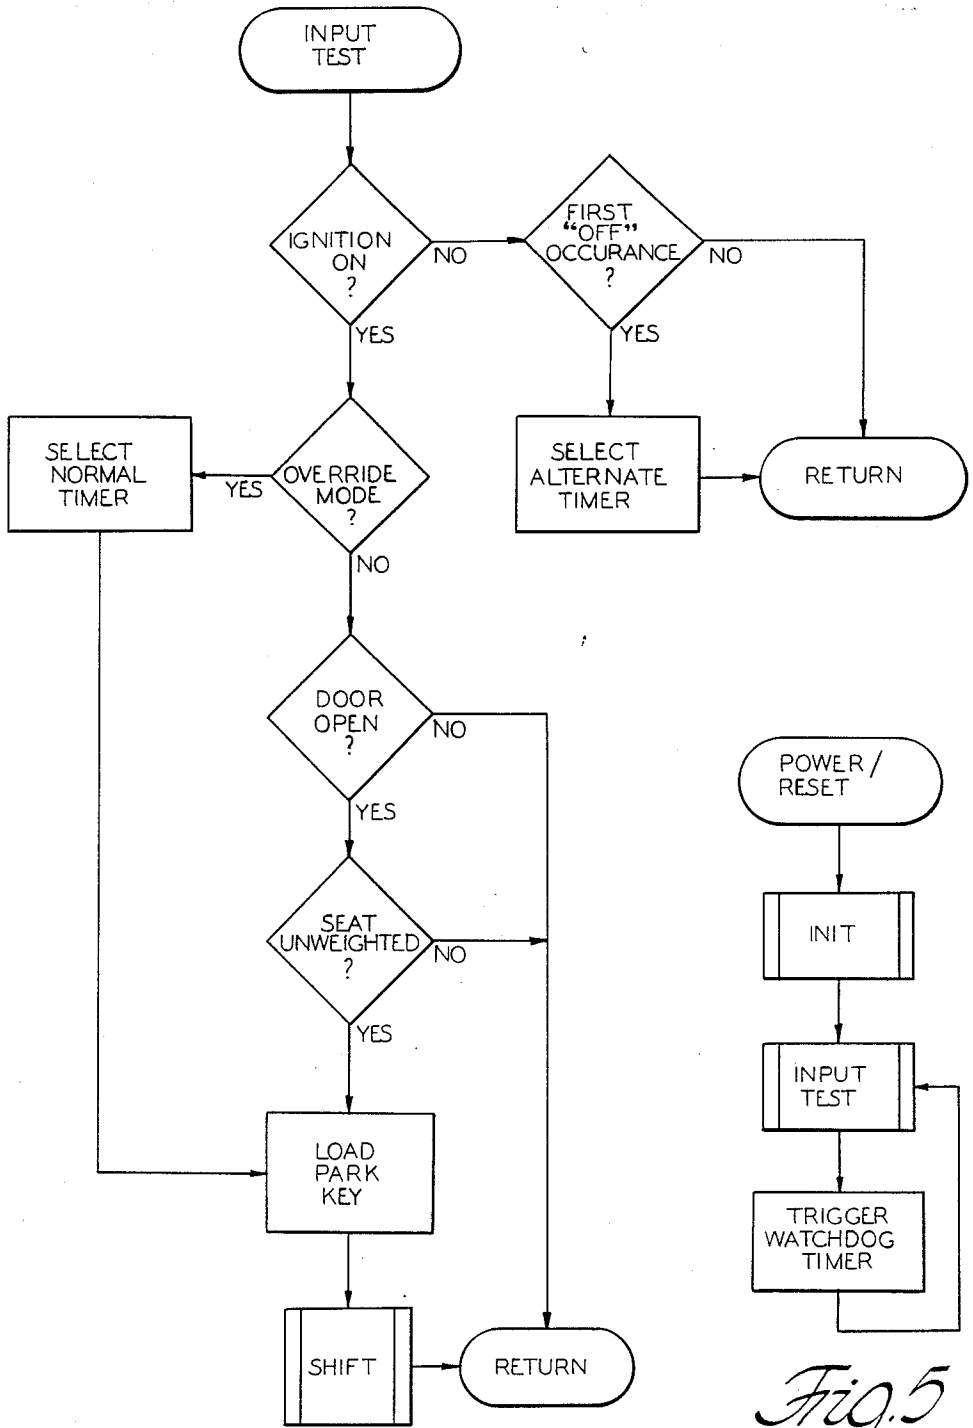 INPUT
TEST
IGNITION
ON
?
NO
YES
FIRST
"OFF"
OCCURANCE
?
NO
YES
SELECT
NORMAL
TIMER
YES
OVERRIDE
MODE
?
NO
SELECT
ALTERNATE
TIMER
RETURN
DOOR
OPEN
?
NO
YES
SEAT
UNWEIGHTED
?
NO
YES
LOAD
PARK
KEY
SHIFT
RETURN
POWER/
RESET
INIT
INPUT
TEST
TRIGGER
WATCHDOG
TIMER
Fig.5